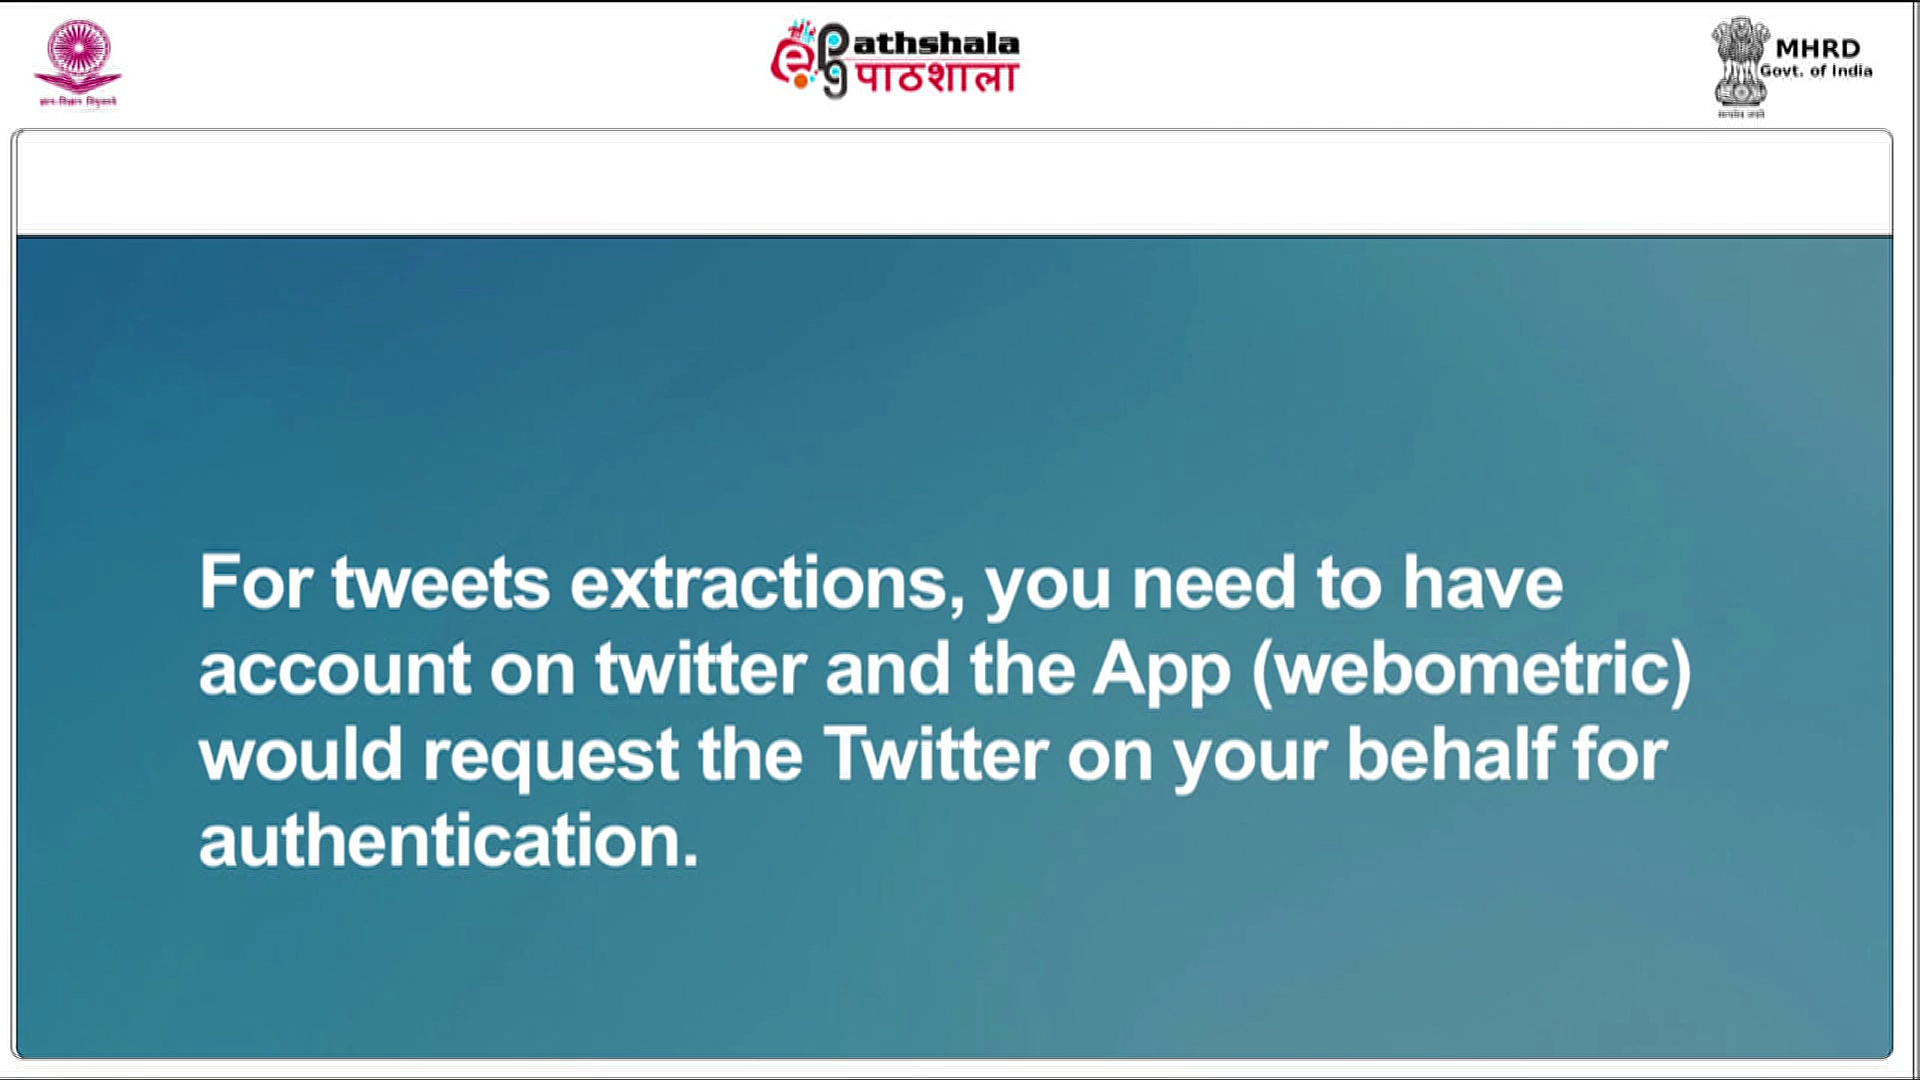 Pathshala
पाठशाला
MHRD
Govt. of India
For tweets extractions, you need to have
account on twitter and the App (webometric)
would request the Twitter on your behalf for
authentication.